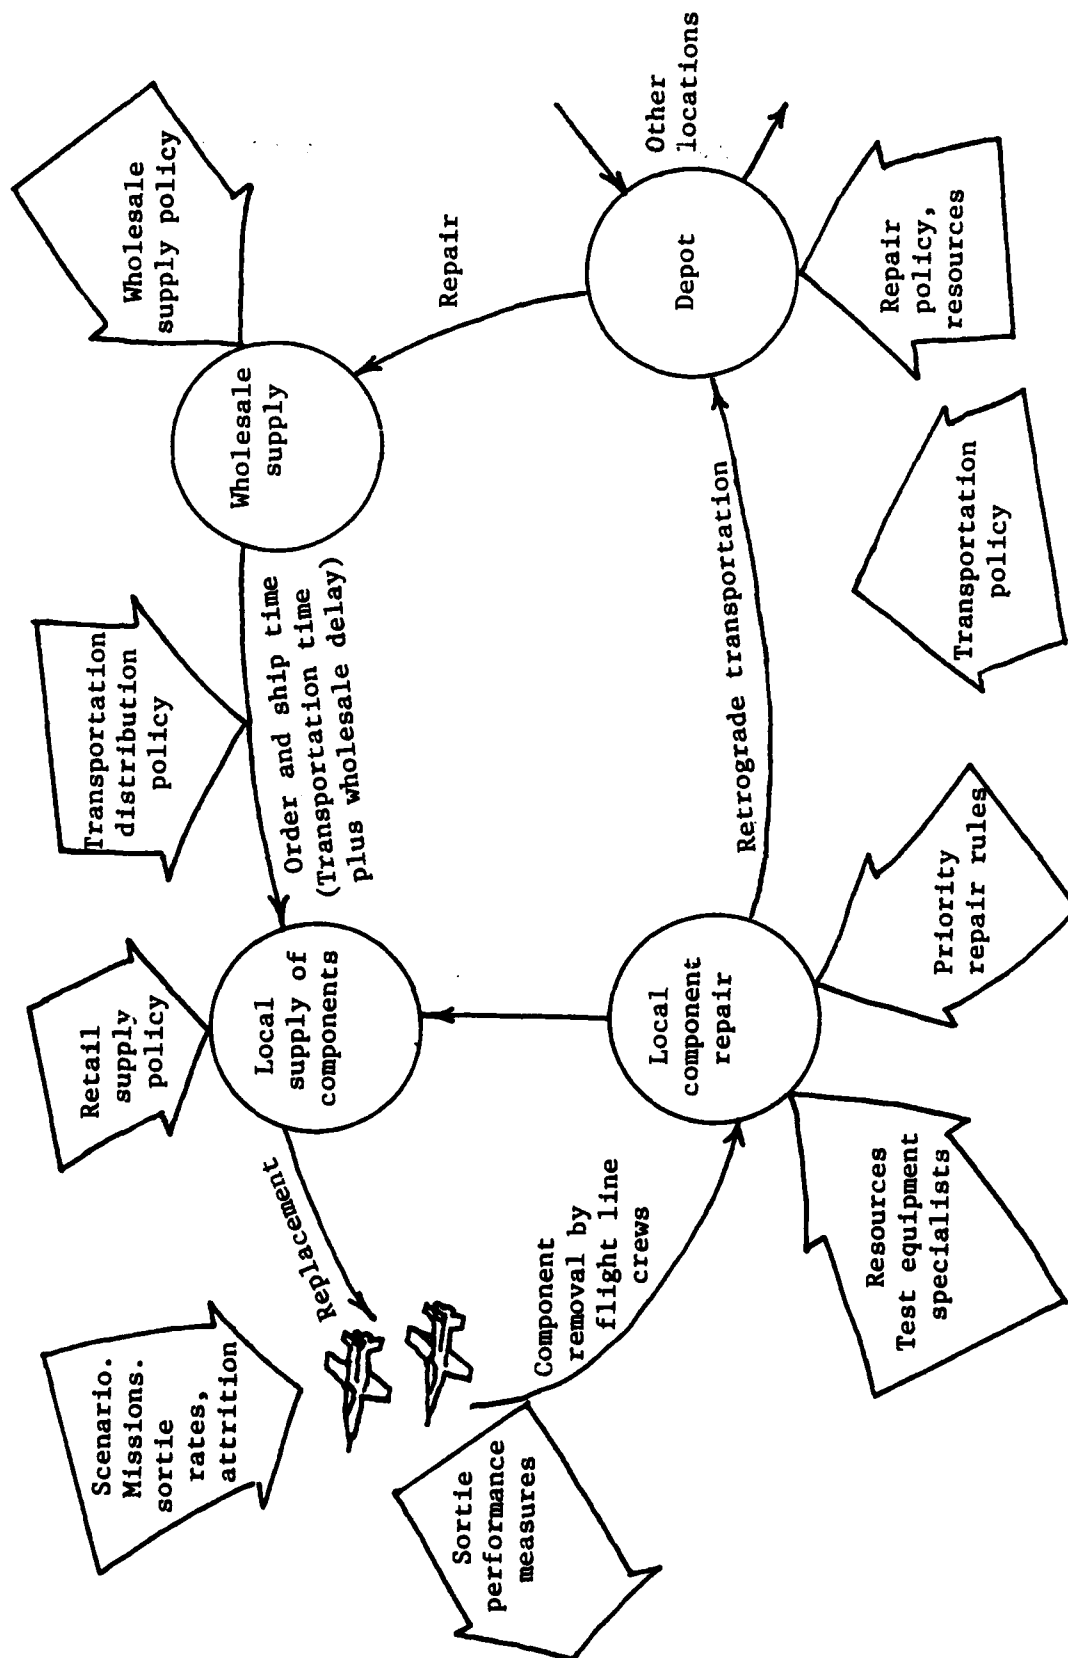 Scenario.
Missions.
sortie
rates,
attrition
Retail
supply
policy
Transportation
distribution
policy
Wholesale
supply policy
Replacement
Local
supply of
components
Order and ship time
(Transportation time
plus wholesale delay)
Wholesale
supply
Repair
Other
locations
Sortie
performance
measures
Component
removal by
flight line
crews
Local
component
repair
Retrograde transportation
Depot
Resources
Test equipment
specialists
Priority
repair rules
Transportation
policy
Repair
policy,
resources